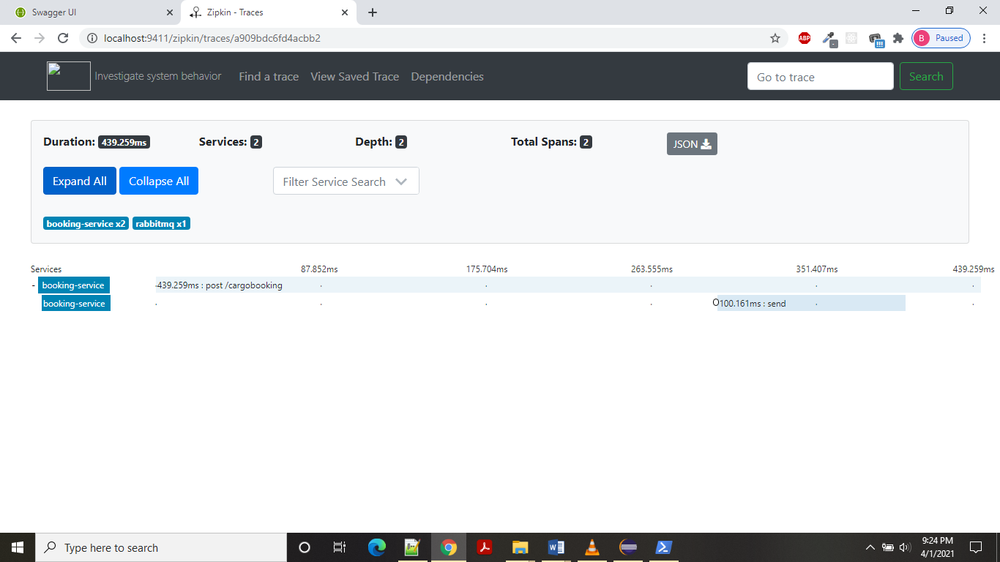 Swagger UI
Zipkin - Traces
localhost:9411/zipkin/traces/a909bdc6fd4acbb2
ABP
B Paused
Investigate system behavior Find a trace View Saved Trace Dependencies Go to trace Search
Duration: 439.259ms Services: 2 Depth: 2 Total Spans: 2 JSON
Expand All Collapse All Filter Service Search
booking-service x2 rabbitmq x1
Services 87.852ms 175.704ms 263.555ms 351.407ms 439.259ms
- booking-service 439.259ms : post /cargobooking
booking-service 100.161ms : send
Type here to search
9:24 PM
4/1/2021